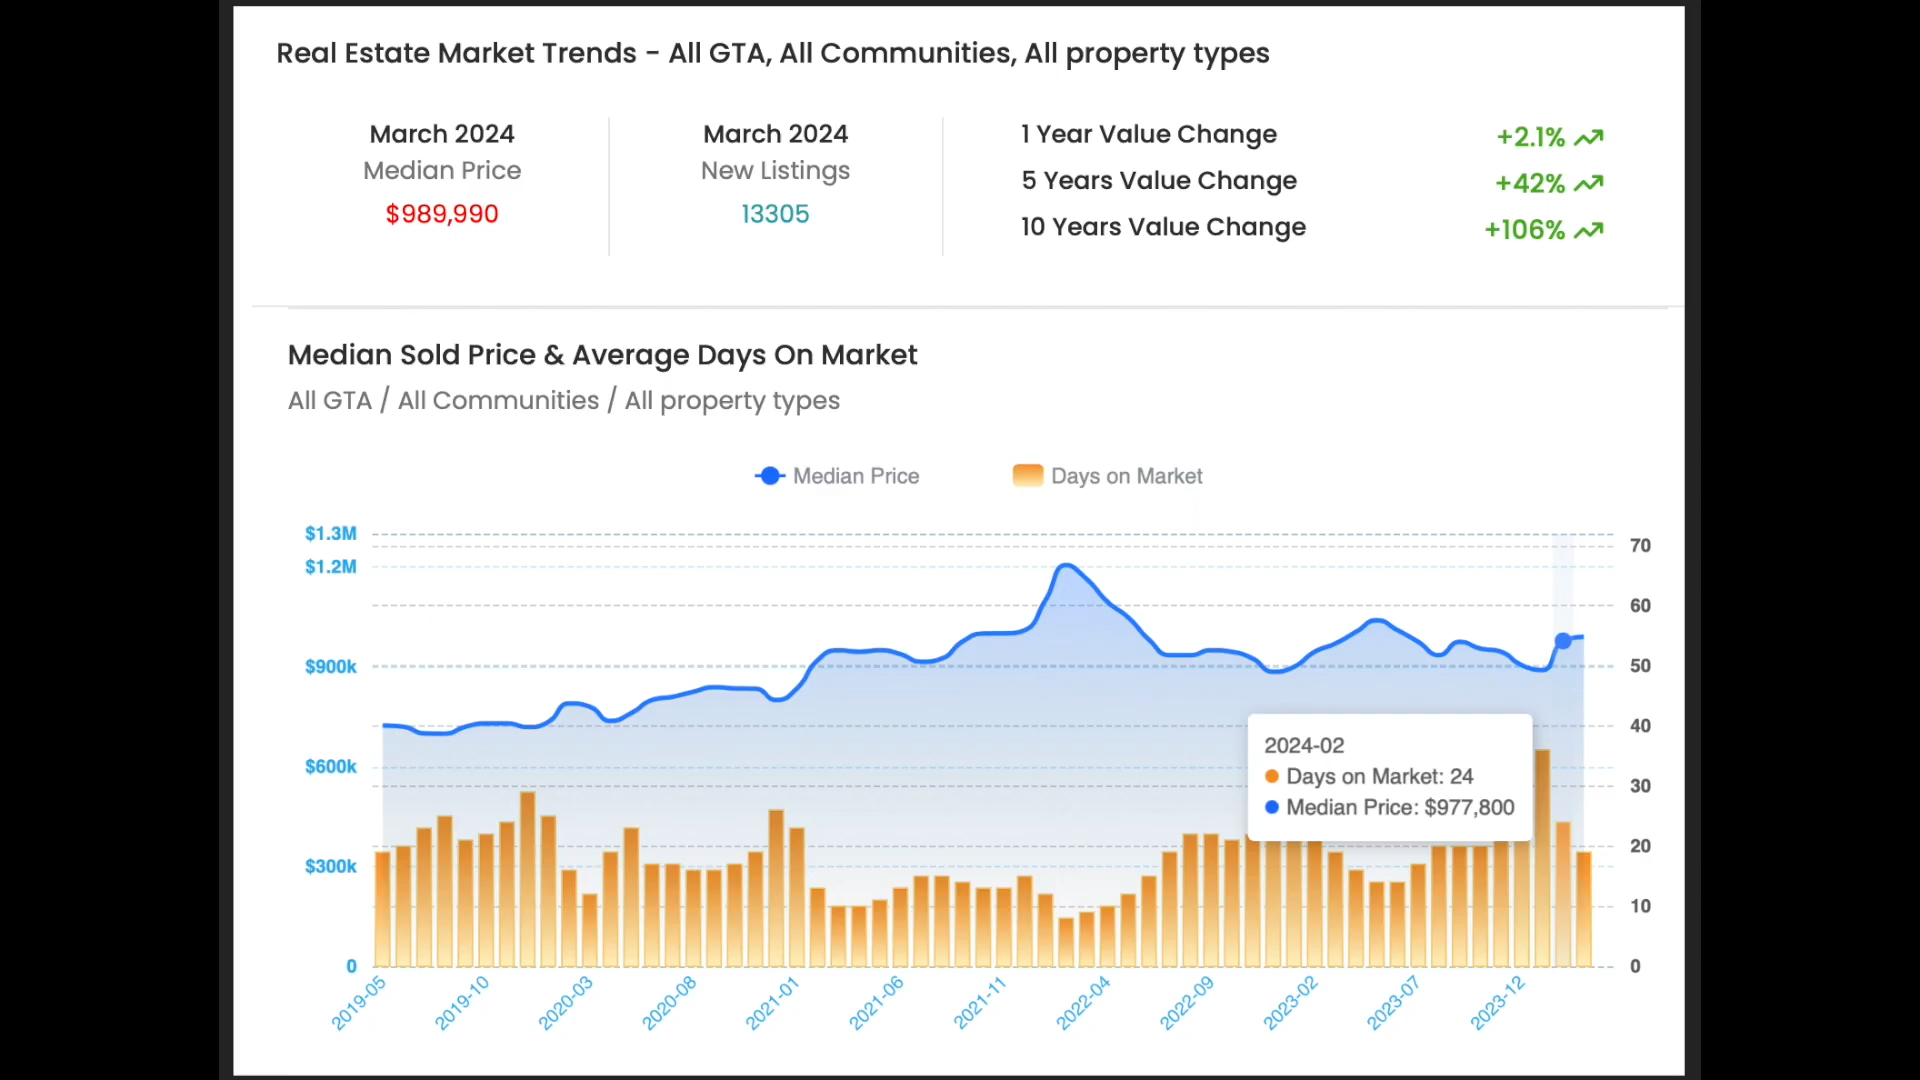 Real Estate Market Trends - All GTA, All Communities, All property types
March 2024
Median Price
$989,990
March 2024
New Listings
13305
1 Year Value Change +2.1%
5 Years Value Change +42%
10 Years Value Change +106%
Median Sold Price & Average Days On Market
All GTA / All Communities / All property types
Median Price Days on Market
$1.3M
$1.2M
$900k
$600k
$300k
0
70
60
50
40
30
20
10
0
2024-02
Days on Market: 24
Median Price: $977,800
2019-05 2019-10 2020-03 2020-08 2021-01 2021-06 2021-11 2022-04 2022-09 2023-02 2023-07 2023-12